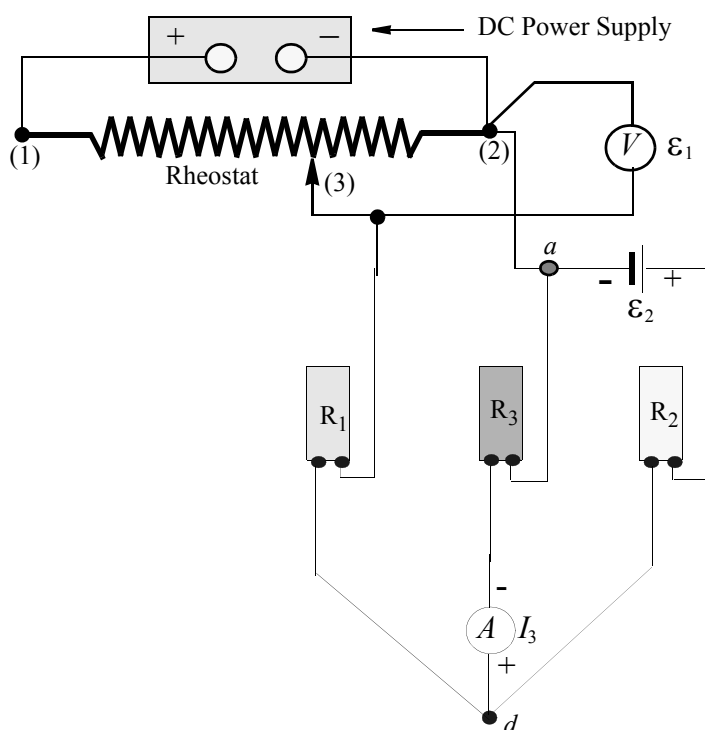 DC Power Supply
+ −
(1)
(2)
V ε1
Rheostat
(3)
a
- +
ε2
R1
R3
R2
-
A I3
+
d